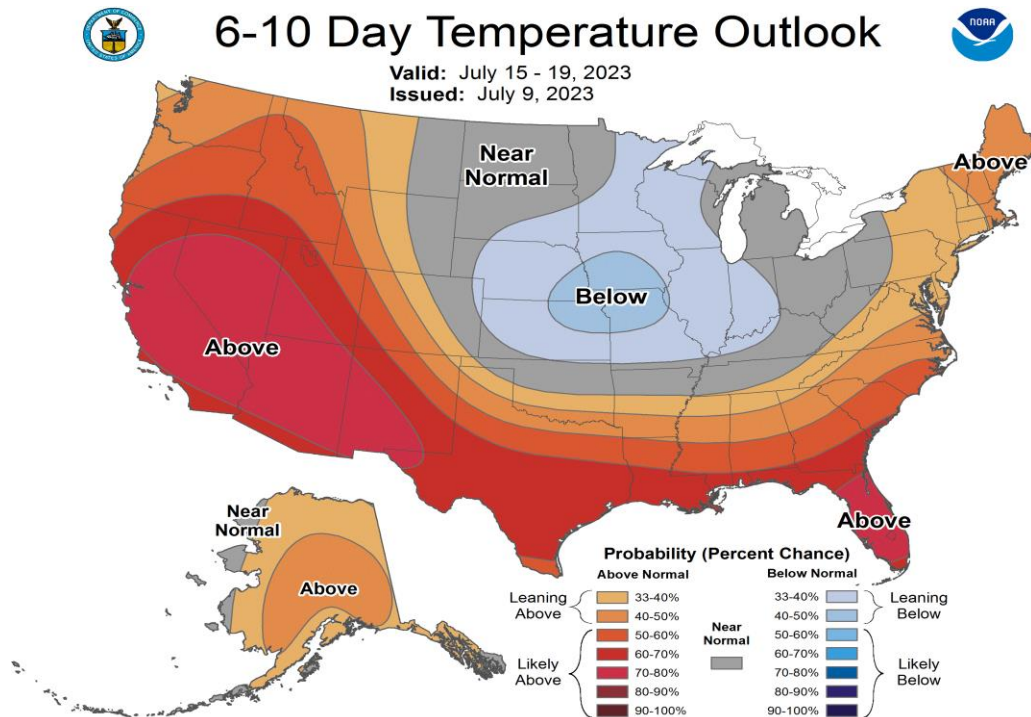 6-10 Day Temperature Outlook
NOAA
Valid: July 15 - 19, 2023
Issued: July 9, 2023
Near
Normal
Above
Below
Above
Above
Near
Normal
Above
Probability (Percent Chance)
Above Normal
Below Normal
Leaning
Above
33-40%
40-50%
Likely
Above
50-60%
60-70%
70-80%
80-90%
90-100%
Near
Normal
33-40%
40-50%
Leaning
Below
50-60%
60-70%
70-80%
80-90%
90-100%
Likely
Below